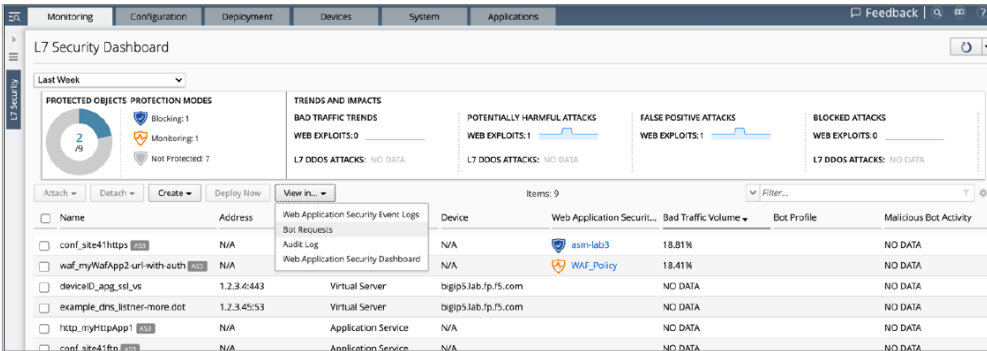 Monitoring Configuration Deployment Devices System Applications Feedback
L7 Security Dashboard
L7 Security
Last Week
PROTECTED OBJECTS PROTECTION MODES TRENDS AND IMPACTS
2
/9
Blocking: 1
Monitoring: 1
Not Protected: 7
BAD TRAFFIC TRENDS
WEB EXPLOITS:0
L7 DDOS ATTACKS: NO DATA
POTENTIALLY HARMFUL ATTACKS
WEB EXPLOITS:1
L7 DDOS ATTACKS: NO DATA
FALSE POSITIVE ATTACKS
WEB EXPLOITS:1
BLOCKED ATTACKS
WEB EXPLOITS:0
L7 DDOS ATTACKS: NO DATA
Attach Detach Create Deploy Now View in... Items: 9 Filter...
Web Application Security Event Logs
Bot Requests
Audit Log
Web Application Security Dashboard
Name Address Device Web Application Securit... Bad Traffic Volume Bot Profile Malicious Bot Activity
conf_site41https AS3 N/A N/A asm-lab3 18.81% NO DATA
waf_myWafApp2-url-with-auth AS3 N/A N/A WAF_Policy 18.41% NO DATA
deviceID_apg_ssl_vs 1.2.3.4:443 Virtual Server bigip5.lab.fp.f5.com NO DATA NO DATA
example_dns_listner-more.dot 1.2.3.45:53 Virtual Server bigip5.lab.fp.f5.com NO DATA NO DATA
http_myHttpApp1 AS3 N/A Application Service N/A NO DATA NO DATA
conf_site41ftp AS3 N/A Application Service N/A NO DATA NO DATA